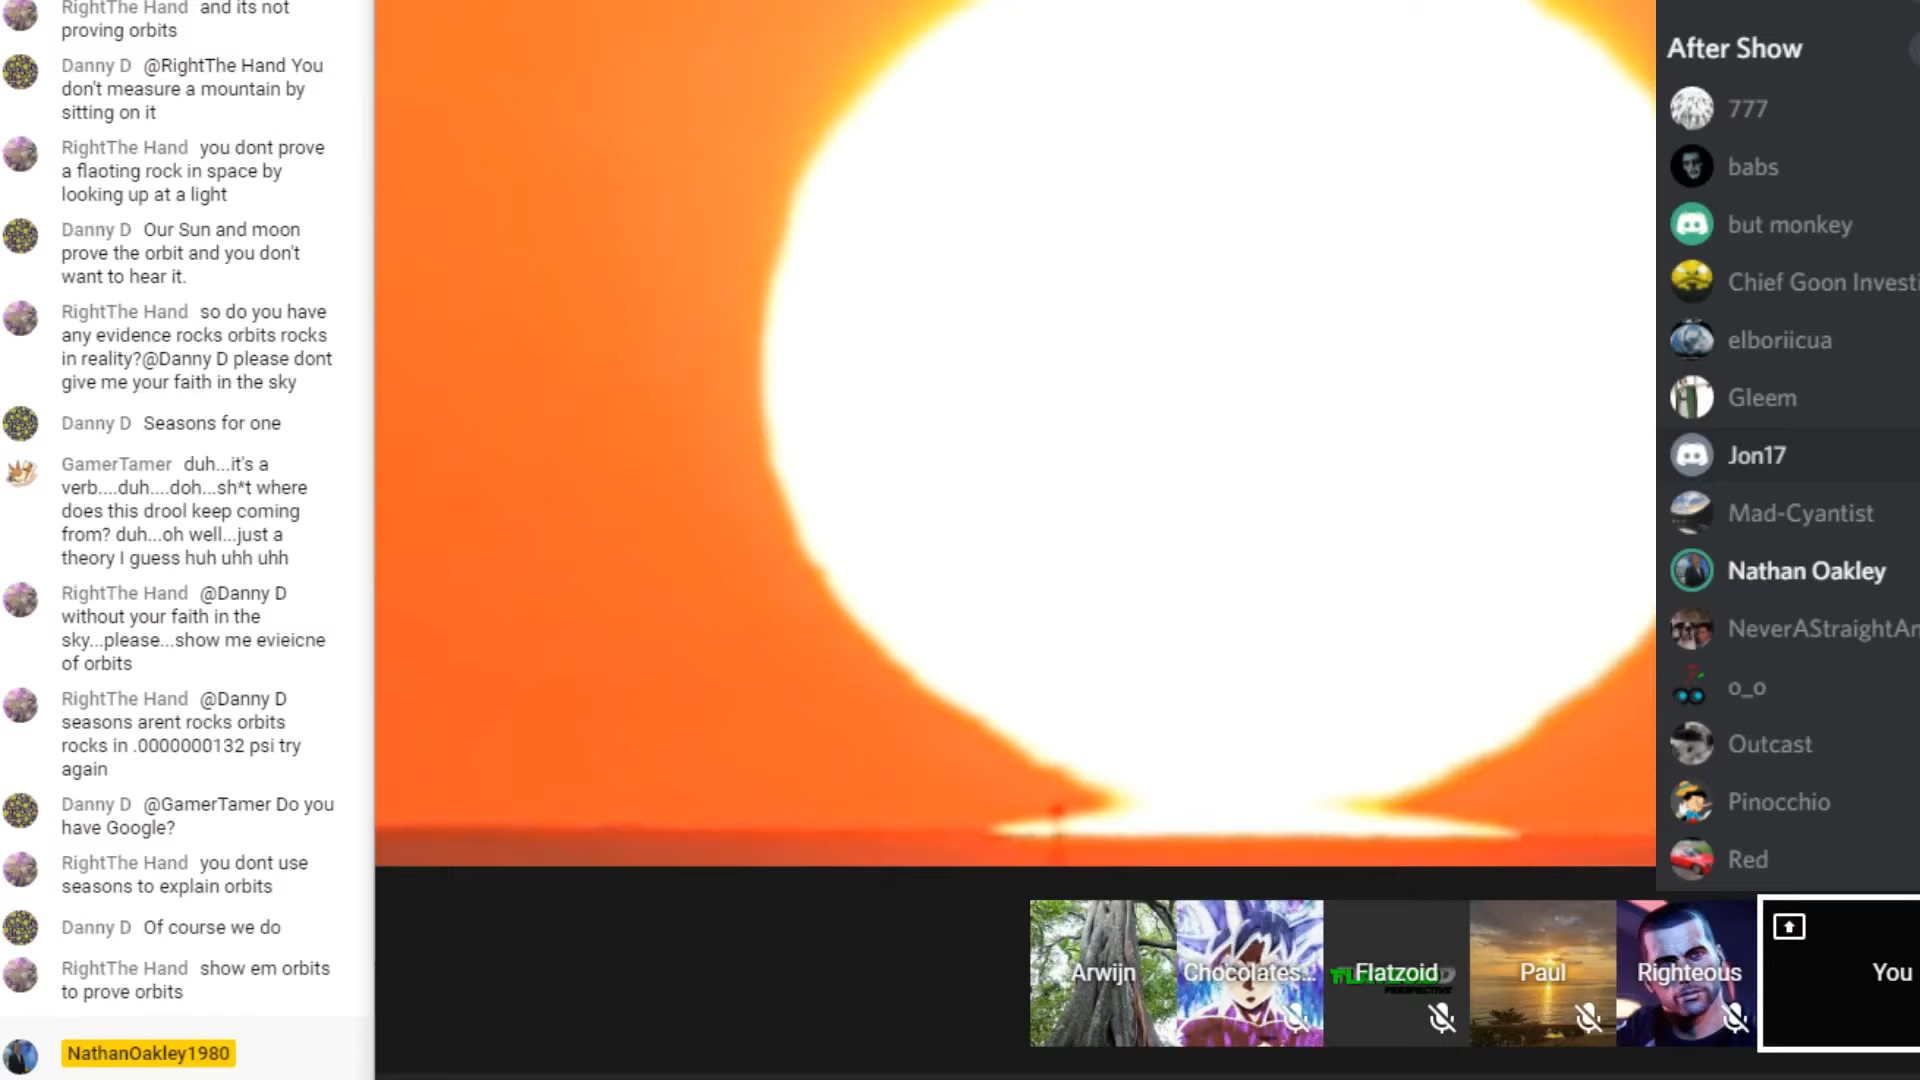 RightThe Hand and its not
proving orbits
Danny D @RightThe Hand You
don't measure a mountain by
sitting on it
RightThe Hand you dont prove
a flaoting rock in space by
looking up at a light
Danny D Our Sun and moon
prove the orbit and you don't
want to hear it.
RightThe Hand so do you have
any evidence rocks orbits rocks
in reality?@Danny D please dont
give me your faith in the sky
Danny D Seasons for one
GamerTamer duh...it's a
verb....duh....doh...sh*t where
does this drool keep coming
from? duh...oh well...just a
theory I guess huh uhh uhh
RightThe Hand @Danny D
without your faith in the
sky...please...show me evieicne
of orbits
RightThe Hand @Danny D
seasons arent rocks orbits
rocks in .0000000132 psi try
again
Danny D @GamerTamer Do you
have Google?
RightThe Hand you dont use
seasons to explain orbits
Danny D Of course we do
RightThe Hand show em orbits
to prove orbits
NathanOakley1980
After Show
777
babs
but monkey
Chief Goon Investi
elboriicua
Gleem
Jon17
Mad-Cyantist
Nathan Oakley
NeverAStraightAn
o_o
Outcast
Pinocchio
Red
Arwijn
Chocolates...
Flatzoid
PERSPECTIVE
Paul
Righteous
You